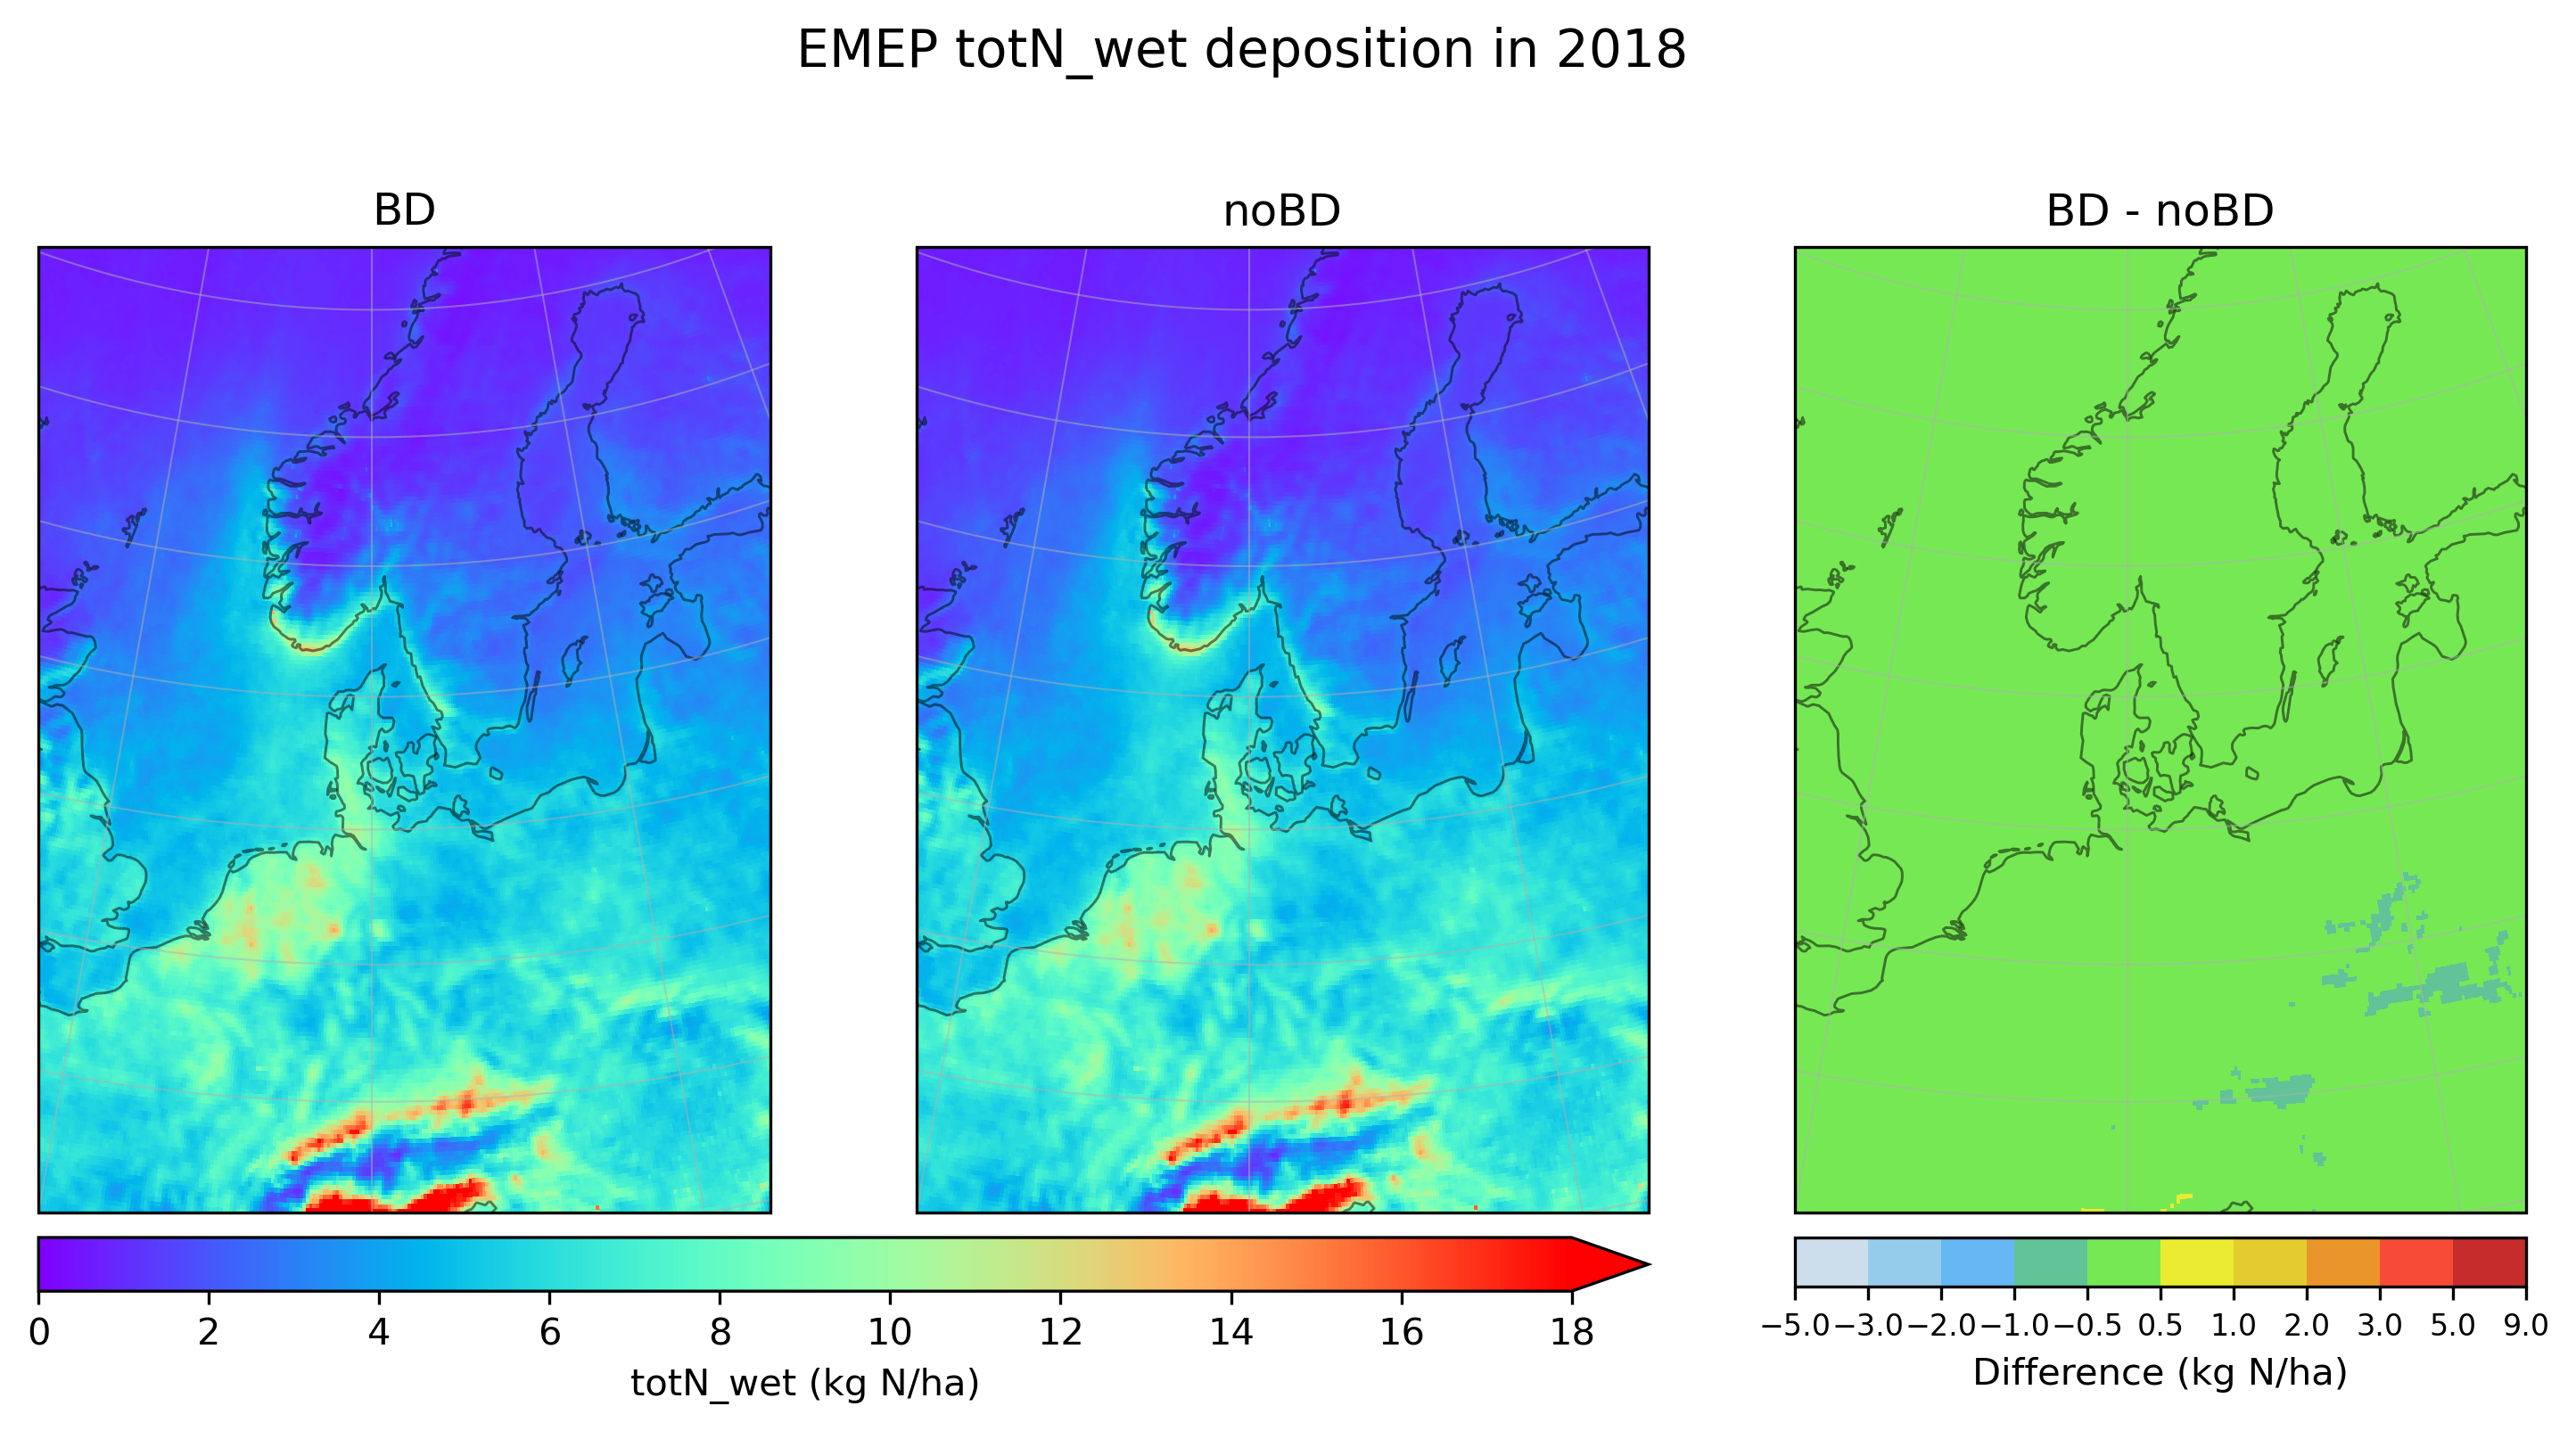 EMEP totN_wet deposition in 2018
BD
noBD
BD - noBD
0 2 4 6 8 10 12 14 16 18
totN_wet (kg N/ha)
−5.0 −3.0 −2.0 −1.0 −0.5 0.5 1.0 2.0 3.0 5.0 9.0
Difference (kg N/ha)